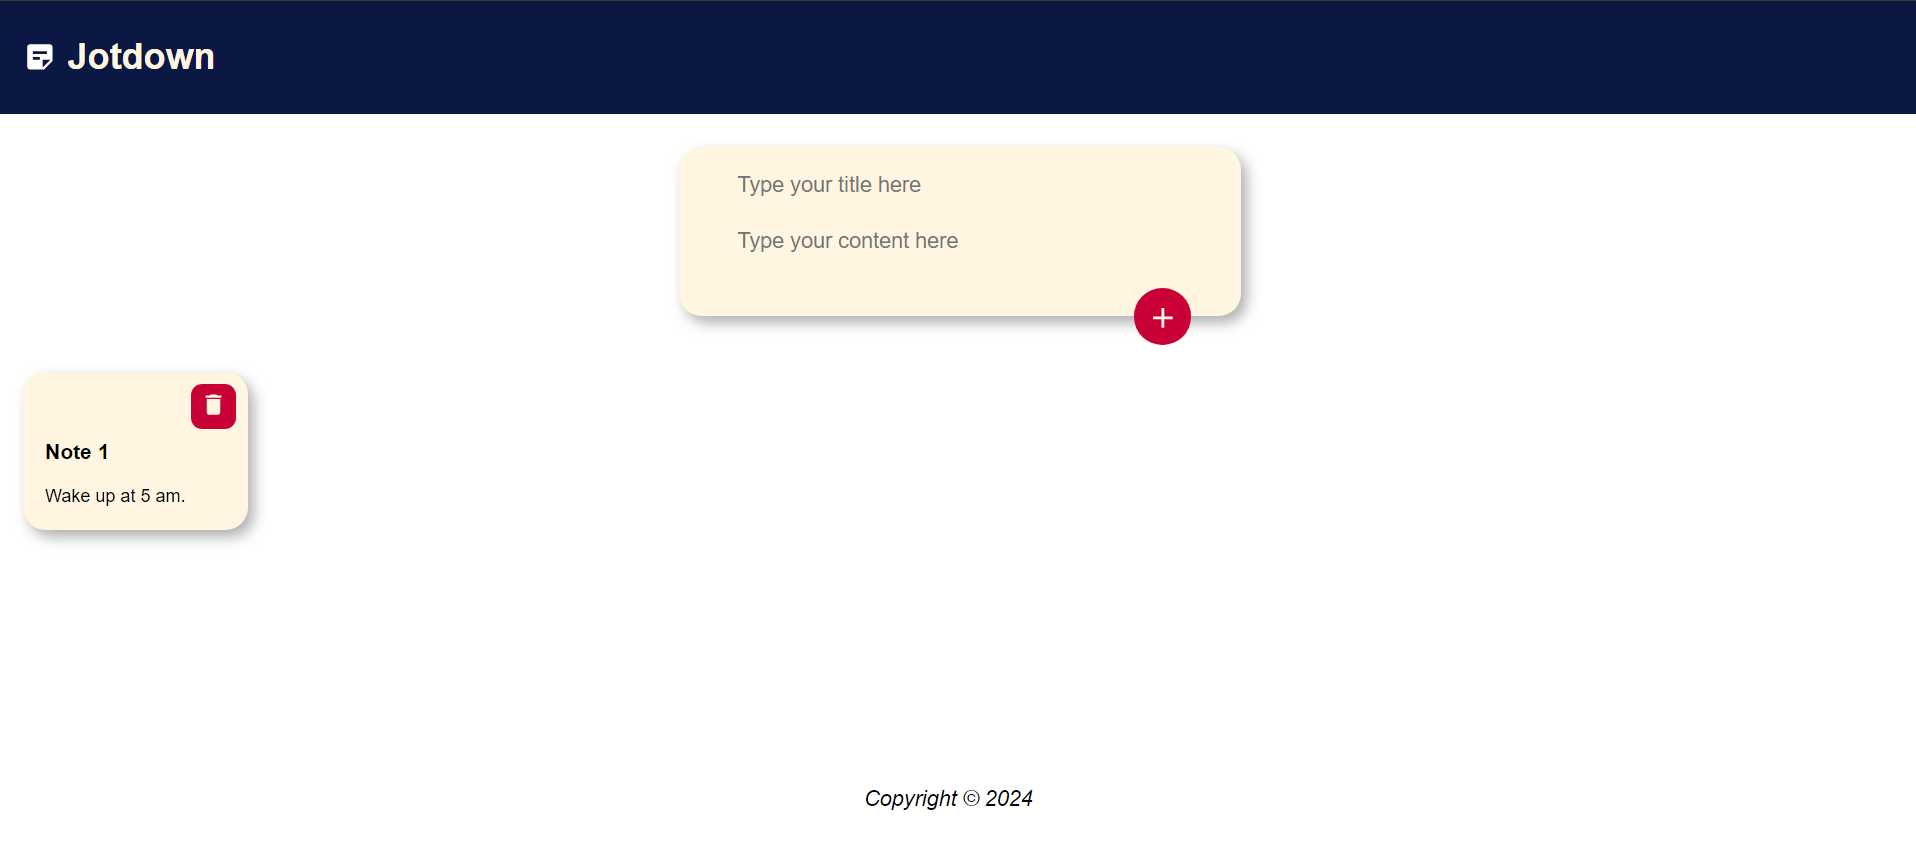 Jotdown
Type your title here
Type your content here
Note 1
Wake up at 5 am.
Copyright © 2024